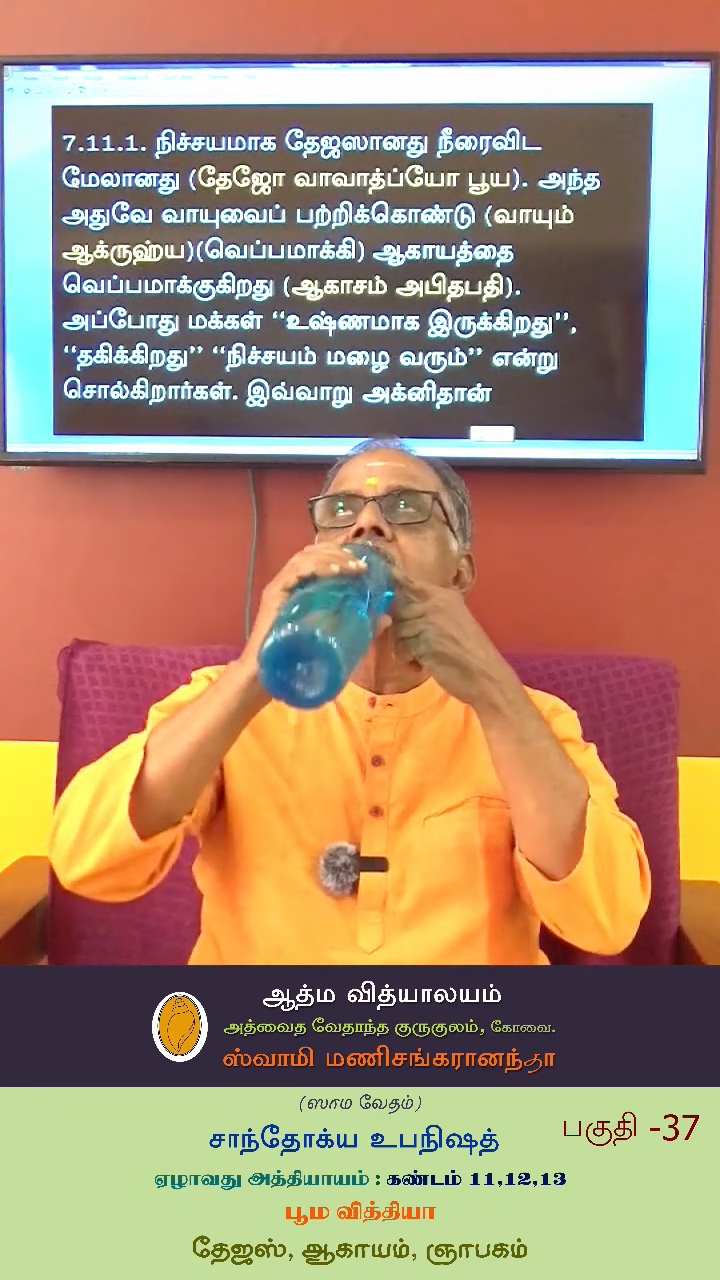 7.11.1. நிச்சயமாக தேஜஸானது நீரைவிட
மேலானது (தேஜோ வாவாத்ப்யோ பூய). அந்த
அதுவே வாயுவைப் பற்றிக்கொண்டு (வாயும்
ஆக்ருஹ்ய)(வெப்பமாக்கி) ஆகாயத்தை
வெப்பமாக்குகிறது (ஆகாசம் அபிதபதி).
அப்போது மக்கள் “உஷ்ணமாக இருக்கிறது”,
“தகிக்கிறது” “நிச்சயம் மழை வரும்” என்று
சொல்கிறார்கள். இவ்வாறு அக்னிதான்
ஆத்ம வித்யாலயம்
அத்வைத வேதாந்த குருகுலம், கோவை.
ஸ்வாமி மணிசங்கரானந்தா
(ஸாம வேதம்)
சாந்தோக்ய உபநிஷத்
பகுதி -37
ஏழாவது அத்தியாயம் : கண்டம் 11,12,13
பூம வித்தியா
தேஜஸ், ஆகாயம், ஞாபகம்